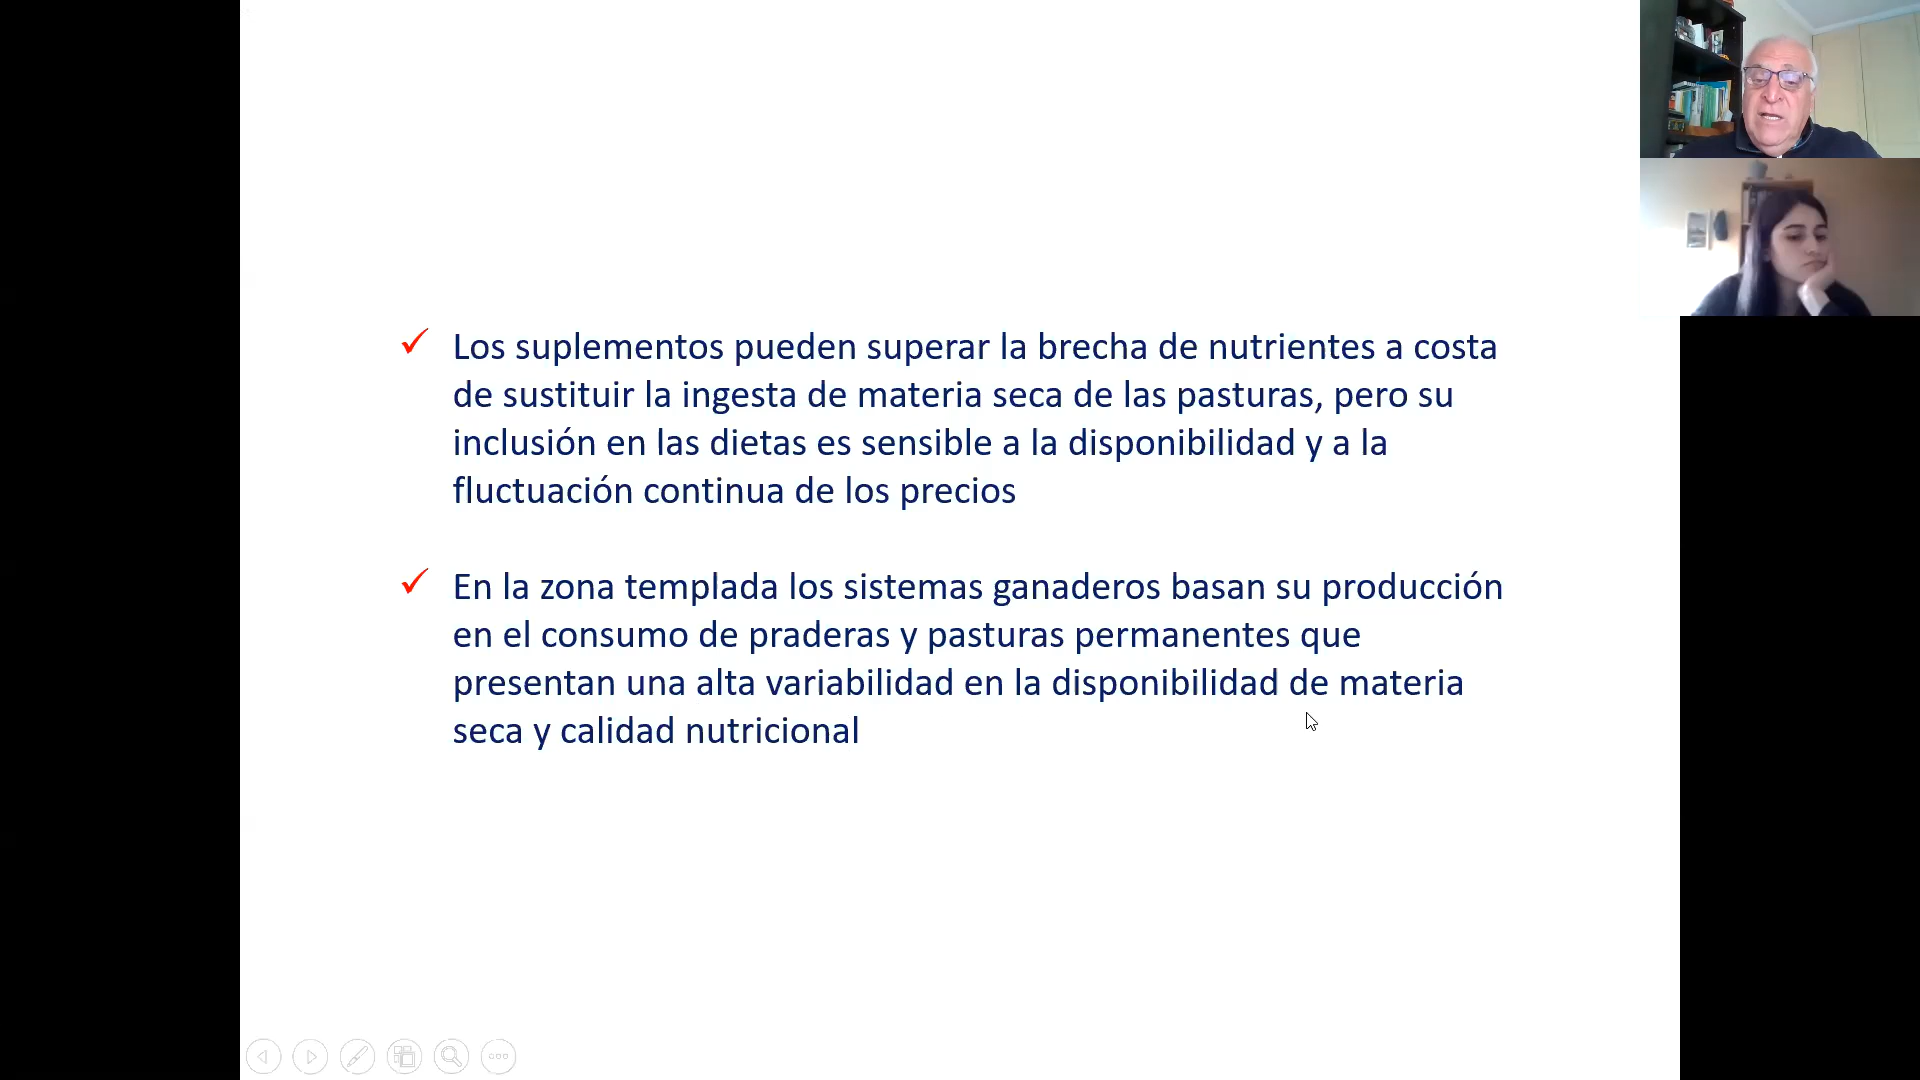 Los suplementos pueden superar la brecha de nutrientes a costa
de sustituir la ingesta de materia seca de las pasturas, pero su
inclusión en las dietas es sensible a la disponibilidad y a la
fluctuación continua de los precios
En la zona templada los sistemas ganaderos basan su producción
en el consumo de praderas y pasturas permanentes que
presentan una alta variabilidad en la disponibilidad de materia
seca y calidad nutricional